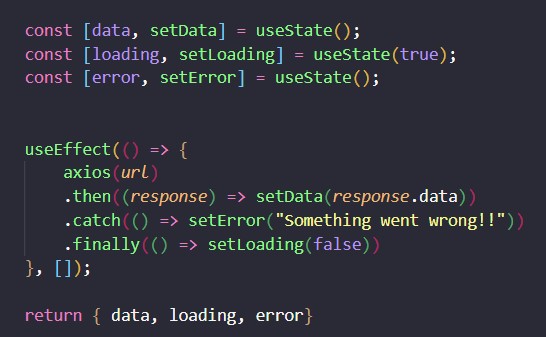 const [data, setData] = useState();
const [loading, setLoading] = useState(true);
const [error, setError] = useState();
useEffect(() => {
axios(url)
.then((response) => setData(response.data))
.catch(() => setError("Something went wrong!!"))
.finally(() => setLoading(false))
}, []);
return { data, loading, error}